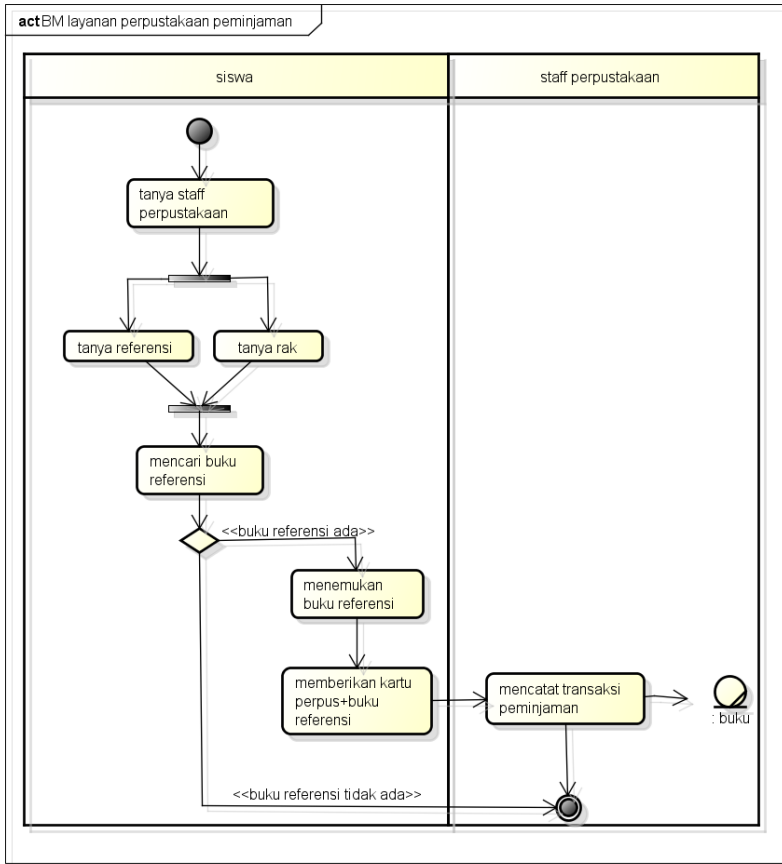 act BM layanan perpustakaan peminjaman
siswa
staff perpustakaan
tanya staff
perpustakaan
tanya referensi
tanya rak
mencari buku
referensi
<<buku referensi ada>>
menemukan
buku referensi
memberikan kartu
perpus+buku
referensi
mencatat transaksi
peminjaman
: buku
<<buku referensi tidak ada>>